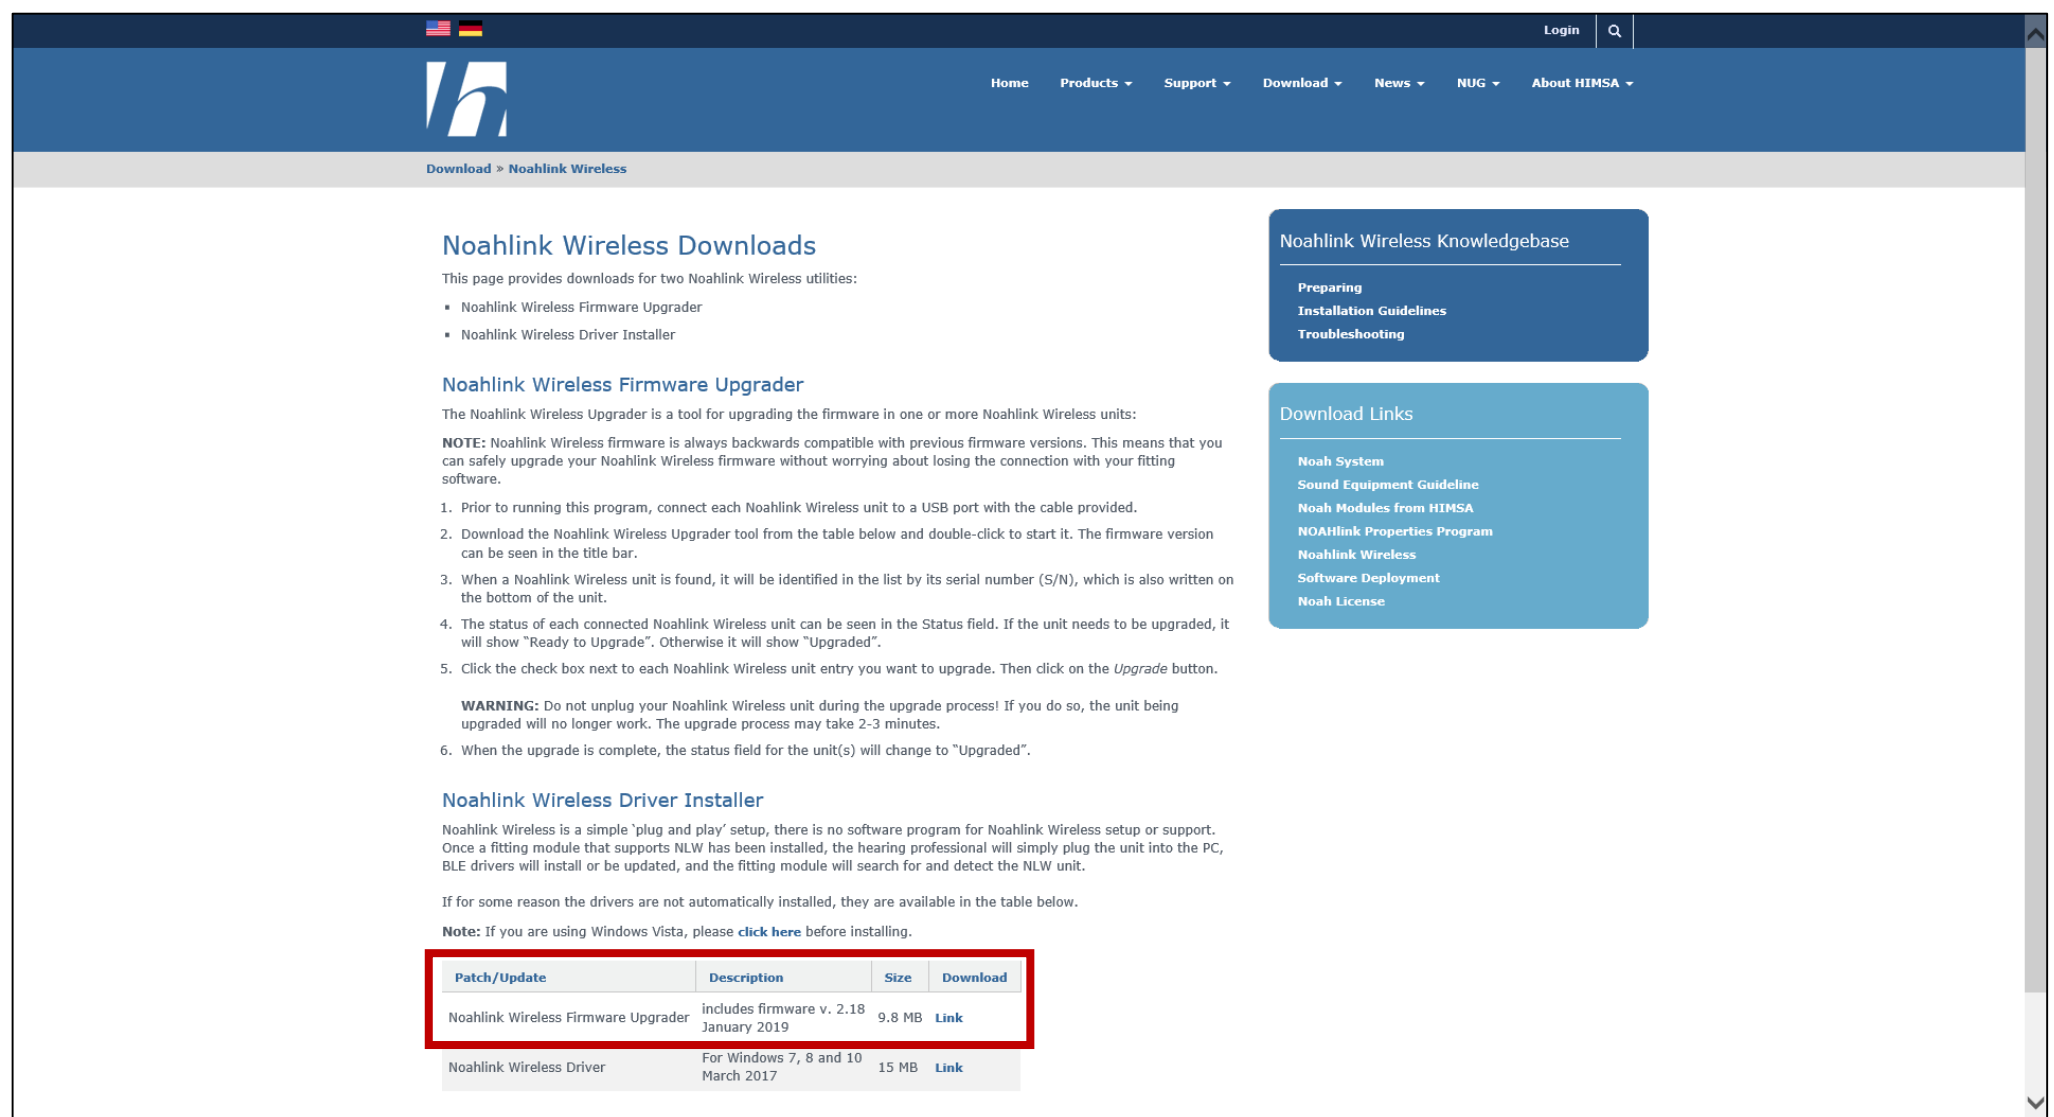 Login
Home Products Support Download News NUG About HIMSA
Download » Noahlink Wireless
Noahlink Wireless Downloads
This page provides downloads for two Noahlink Wireless utilities:
▪ Noahlink Wireless Firmware Upgrader
▪ Noahlink Wireless Driver Installer
Noahlink Wireless Firmware Upgrader
The Noahlink Wireless Upgrader is a tool for upgrading the firmware in one or more Noahlink Wireless units:
NOTE: Noahlink Wireless firmware is always backwards compatible with previous firmware versions. This means that you
can safely upgrade your Noahlink Wireless firmware without worrying about losing the connection with your fitting
software.
1. Prior to running this program, connect each Noahlink Wireless unit to a USB port with the cable provided.
2. Download the Noahlink Wireless Upgrader tool from the table below and double-click to start it. The firmware version
can be seen in the title bar.
3. When a Noahlink Wireless unit is found, it will be identified in the list by its serial number (S/N), which is also written on
the bottom of the unit.
4. The status of each connected Noahlink Wireless unit can be seen in the Status field. If the unit needs to be upgraded, it
will show “Ready to Upgrade”. Otherwise it will show “Upgraded”.
5. Click the check box next to each Noahlink Wireless unit entry you want to upgrade. Then click on the Upgrade button.
WARNING: Do not unplug your Noahlink Wireless unit during the upgrade process! If you do so, the unit being
upgraded will no longer work. The upgrade process may take 2-3 minutes.
6. When the upgrade is complete, the status field for the unit(s) will change to “Upgraded”.
Noahlink Wireless Driver Installer
Noahlink Wireless is a simple ‘plug and play’ setup, there is no software program for Noahlink Wireless setup or support.
Once a fitting module that supports NLW has been installed, the hearing professional will simply plug the unit into the PC,
BLE drivers will install or be updated, and the fitting module will search for and detect the NLW unit.
If for some reason the drivers are not automatically installed, they are available in the table below.
Note: If you are using Windows Vista, please click here before installing.
Patch/Update Description Size Download
Noahlink Wireless Firmware Upgrader includes firmware v. 2.18 January 2019 9.8 MB Link
Noahlink Wireless Driver For Windows 7, 8 and 10 March 2017 15 MB Link
Noahlink Wireless Knowledgebase
Preparing
Installation Guidelines
Troubleshooting
Download Links
Noah System
Sound Equipment Guideline
Noah Modules from HIMSA
NOAHlink Properties Program
Noahlink Wireless
Software Deployment
Noah License